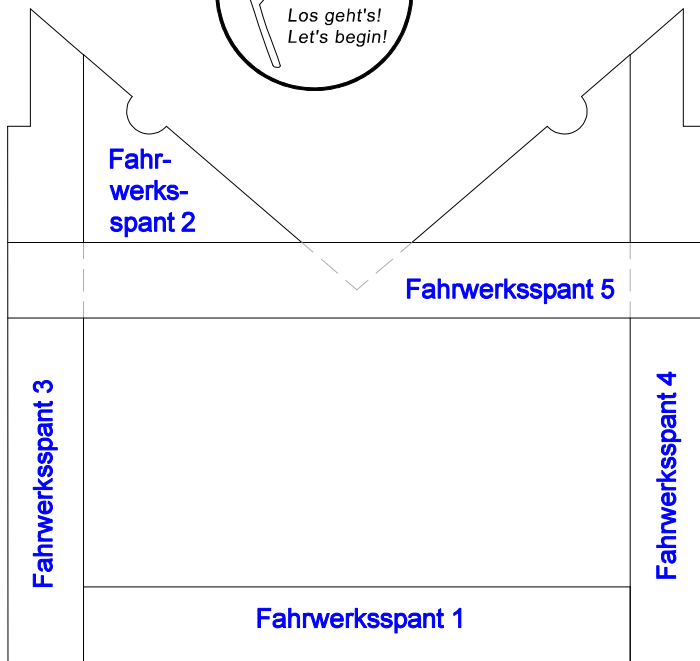 Los geht's!
Let's begin!
Fahr-
werks-
spant 2
Fahrwerksspant 5
Fahrwerksspant 3
Fahrwerksspant 4
Fahrwerksspant 1